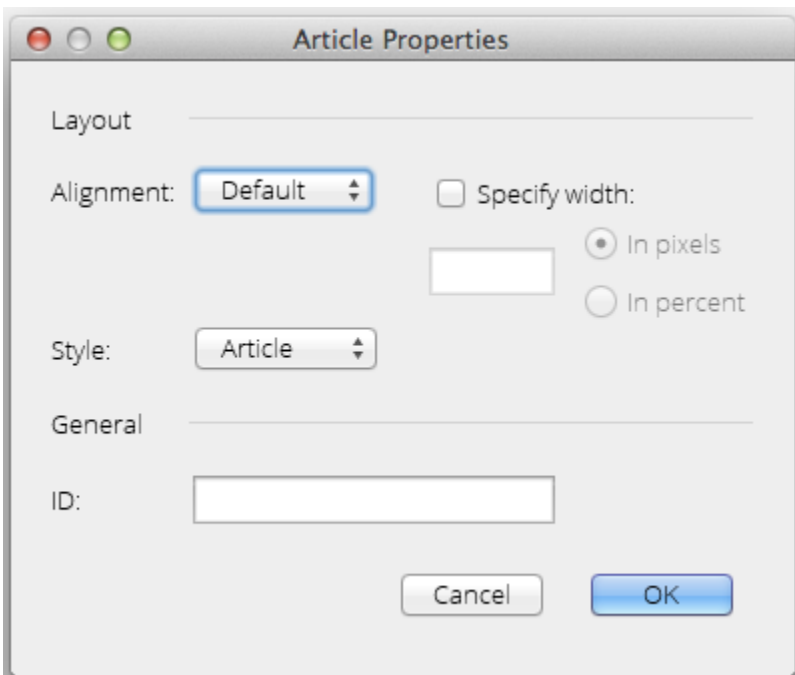 Article Properties
Layout
Alignment: Default Specify width:
In pixels
In percent
Style: Article
General
ID:
Cancel OK